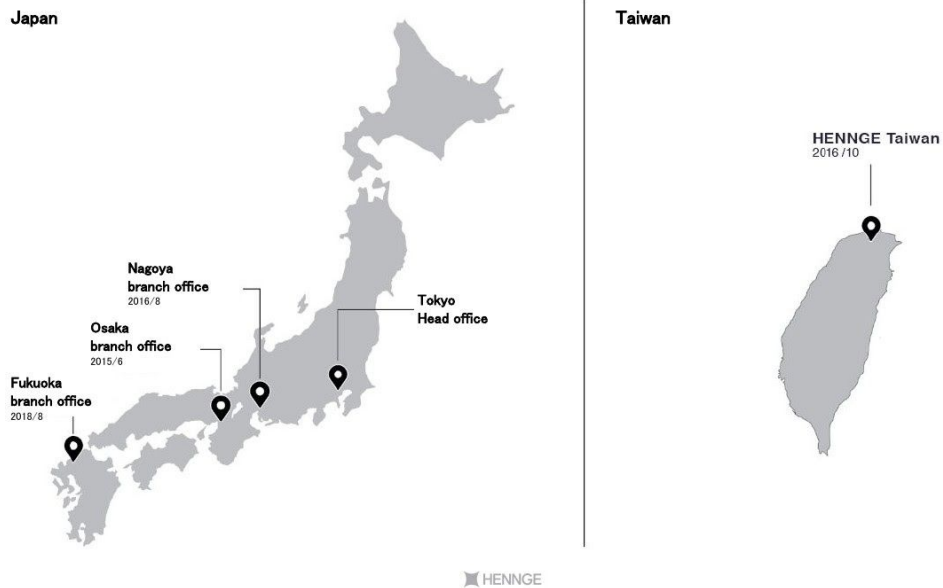 Japan
Taiwan
HENNGE Taiwan
2016 /10
Nagoya
branch office
2016/8
Tokyo
Head office
Osaka
branch office
2015/6
Fukuoka
branch office
2018/8
HENNGE